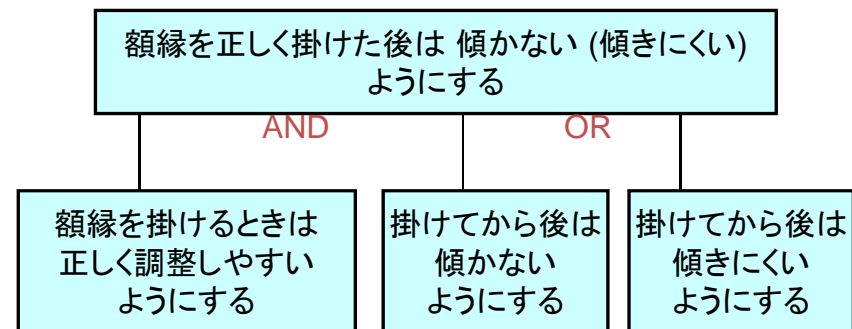 額縁を正しく掛けた後は 傾かない (傾きにくい)
ようにする
AND
OR
額縁を掛けるときは
正しく調整しやすい
ようにする
掛けてから後は
傾かない
ようにする
掛けてから後は
傾きにくい
ようにする